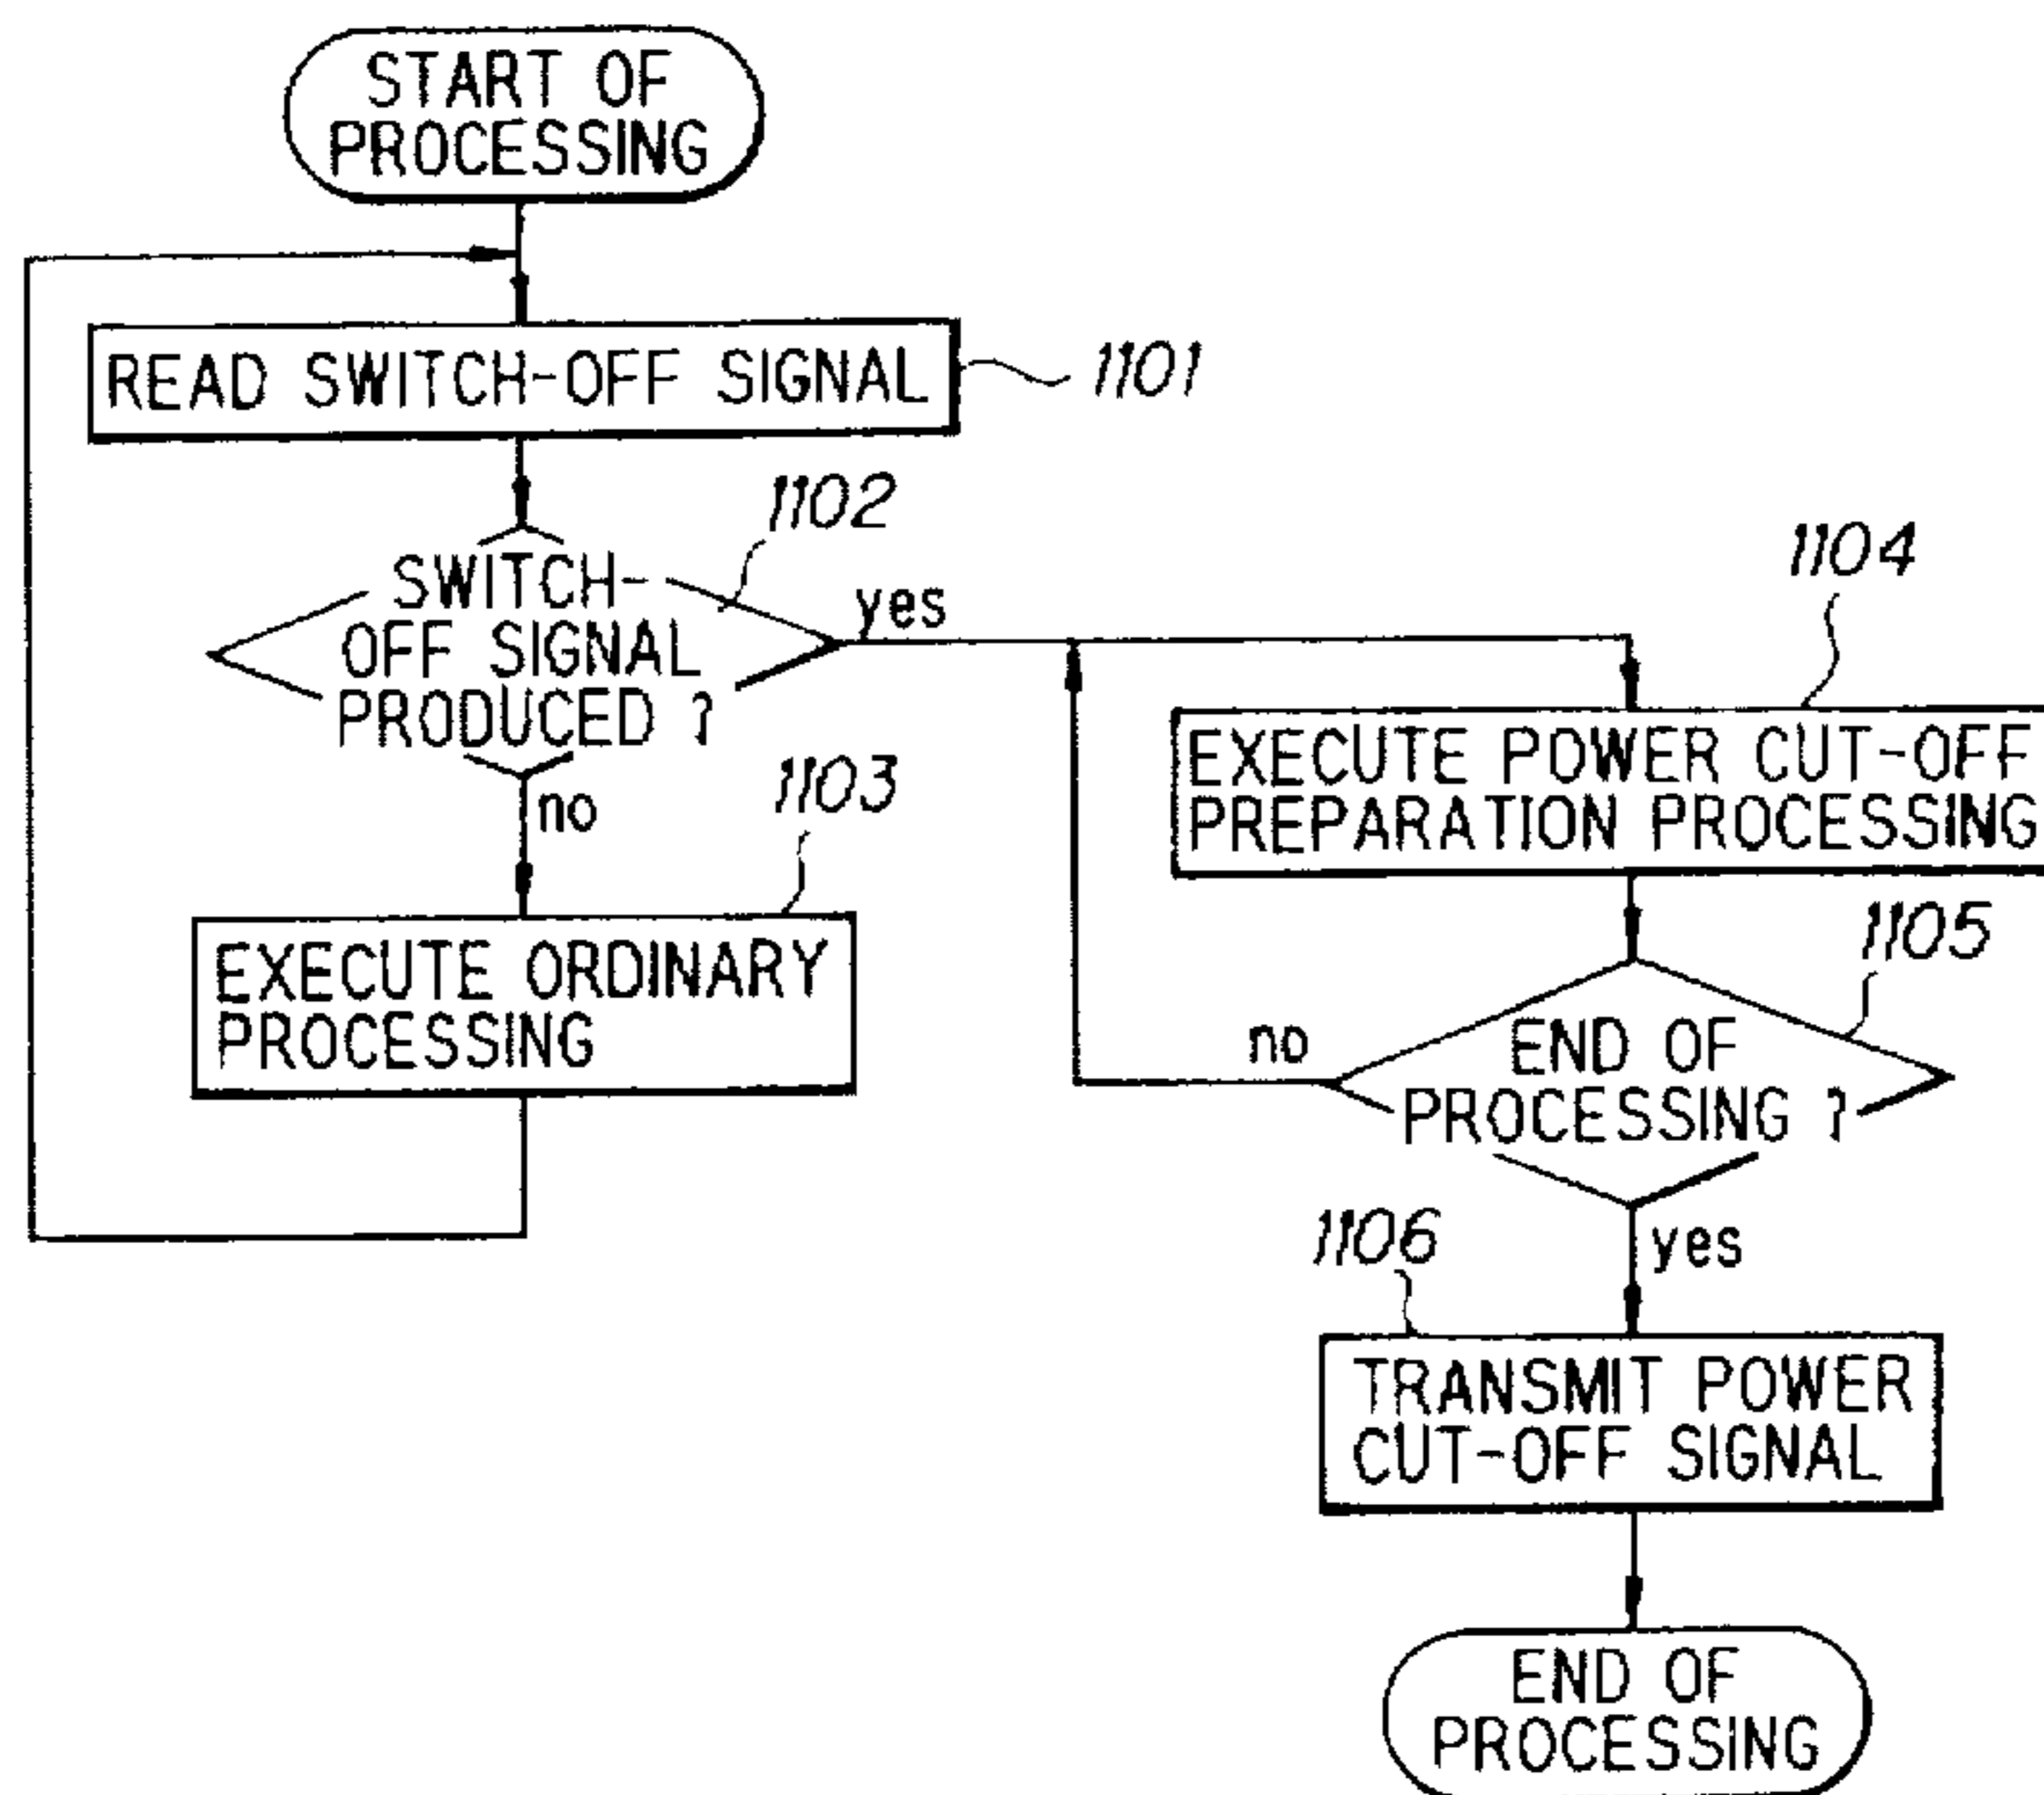 START OF
PROCESSING
READ SWITCH-OFF SIGNAL
1101
1102
SWITCH-
OFF SIGNAL
PRODUCED ?
yes
no
1103
EXECUTE ORDINARY
PROCESSING
1104
EXECUTE POWER CUT-OFF
PREPARATION PROCESSING
1105
END OF
PROCESSING ?
no
yes
1106
TRANSMIT POWER
CUT-OFF SIGNAL
END OF
PROCESSING